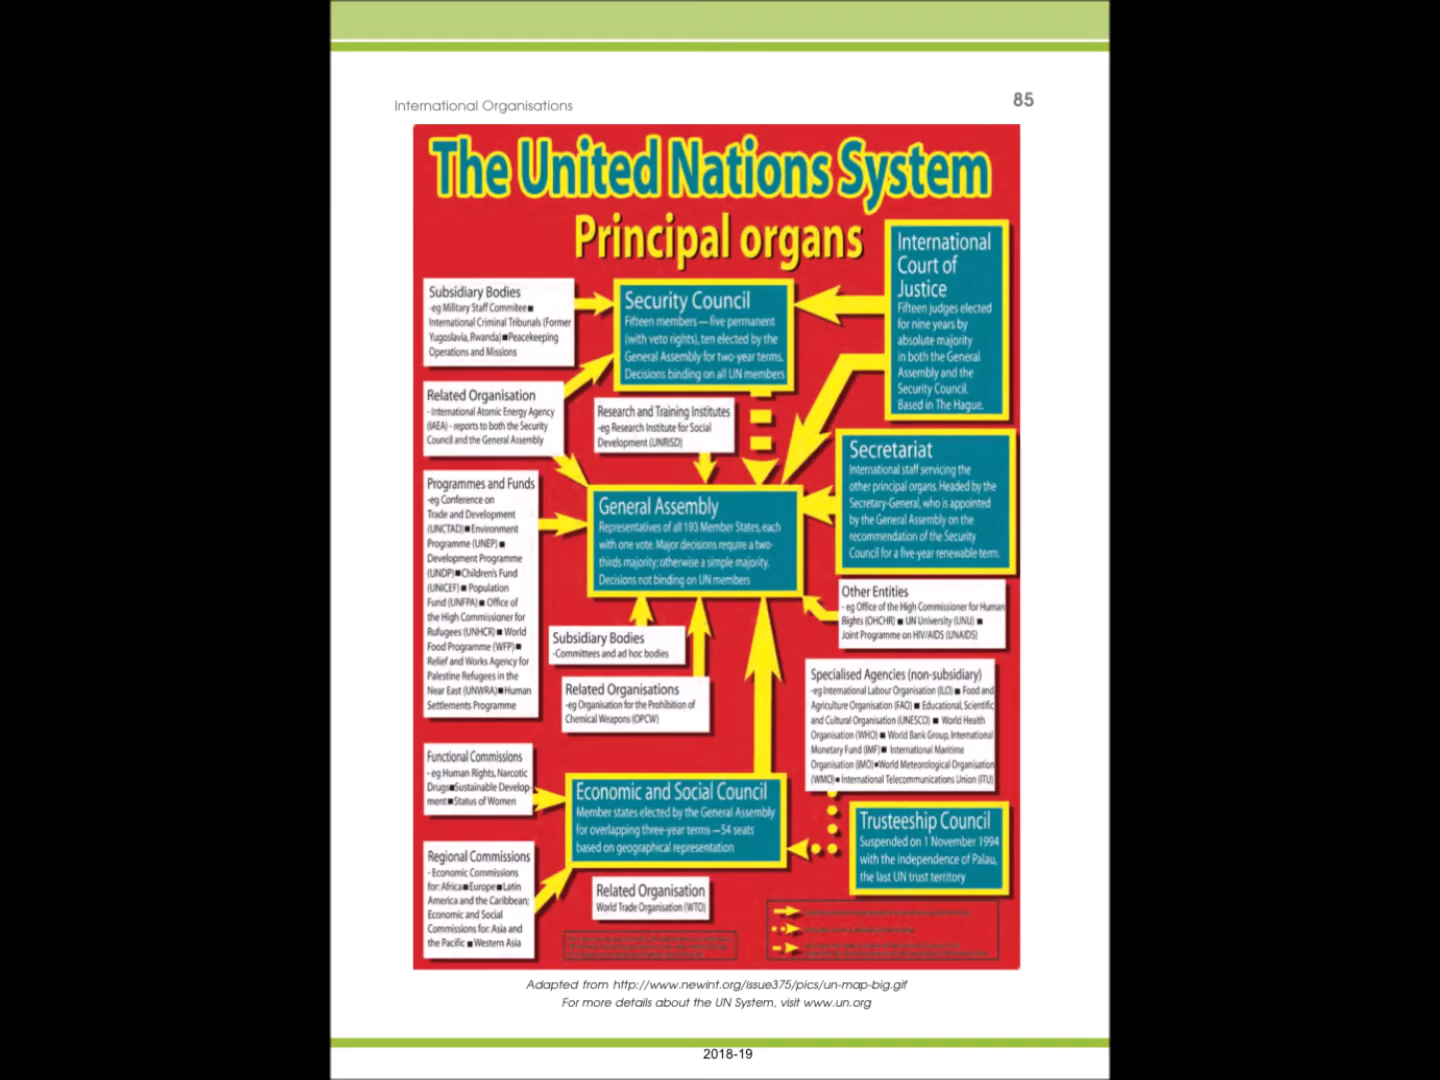 International Organisations
85
The United Nations System
Principal organs
International
Court of
Justice
Fifteen judges elected
for nine years by
absolute majority
in both the General
Assembly and the
Security Council.
Based in The Hague.
Subsidiary Bodies
-eg Military Staff Commitee■
International Criminal Tribunals (Former
Yugoslavia, Rwanda)■Peacekeeping
Operations and Missions
Security Council
Fifteen members—five permanent
(with veto rights), ten elected by the
General Assembly for two-year terms.
Decisions binding on all UN members
Related Organisation
- International Atomic Energy Agency
(IAEA) - reports to both the Security
Council and the General Assembly
Research and Training Institutes
-eg Research Institute for Social
Development (UNRISD)
Secretariat
International staff servicing the
other principal organs. Headed by the
Secretary-General, who is appointed
by the General Assembly on the
recommendation of the Security
Council for a five-year renewable term.
Programmes and Funds
-eg Conference on
Trade and Development
(UNCTAD)■Environment
Programme (UNEP)■
Development Programme
(UNDP)■Children's Fund
(UNICEF)■ Population
Fund (UNFPA)■ Office of
the High Commissioner for
Rufugees (UNHCR)■ World
Food Programme (WFP)■
Relief and Works Agency for
Palestine Refugees in the
Near East (UNWRA)■Human
Settlements Programme
General Assembly
Representatives of all 193 Member States, each
with one vote. Major decisions require a two-
thirds majority; otherwise a simple majority.
Decisions not binding on UN members
Other Entities
- eg Office of the High Commissioner for Human
Rights (OHCHR) ■ UN University (UNU) ■
Joint Programme on HIV/AIDS (UNAIDS)
Subsidiary Bodies
-Committees and ad hoc bodies
Related Organisations
-eg Organisation for the Prohibition of
Chemical Weapons (OPCW)
Specialised Agencies (non-subsidiary)
-eg International Labour Organisation (ILO) ■ Food and
Agriculture Organisation (FAO) ■ Educational, Scientific
and Cultural Organisation (UNESCO) ■ World Health
Organisation (WHO) ■ World Bank Group, International
Monetary Fund (IMF)■ International Maritime
Organisation (IMO)■World Meteorological Organisation
(WMO)■ International Telecommunications Union (ITU)
Functional Commissions
- eg Human Rights, Narcotic
Drugs■Sustainable Develop-
ment■Status of Women
Economic and Social Council
Member states elected by the General Assembly
for overlapping three-year terms—54 seats
based on geographical representation
Trusteeship Council
Suspended on 1 November 1994
with the independence of Palau,
the last UN trust territory
Regional Commissions
- Economic Commissions
for: Africa■Europe■Latin
America and the Caribbean;
Economic and Social
Commissions for: Asia and
the Pacific ■Western Asia
Related Organisation
World Trade Organisation (WTO)
Adapted from http://www.newint.org/issue375/pics/un-map-big.gif
For more details about the UN System, visit www.un.org
2018-19